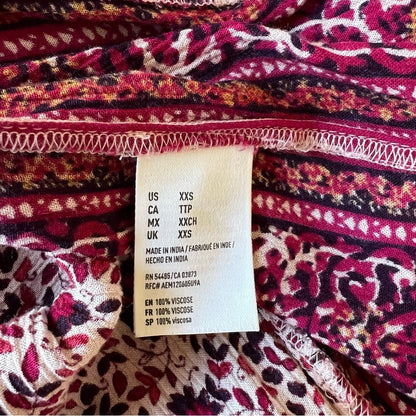 US XXS
CA TTP
MX XXCH
UK XXS
MADE IN INDIA / FABRIQUÉ EN INDE /
HECHO EN INDIA
RN 54485/CA 03073
RFC# AEM1206085U9A
EN 100% VISCOSE
FR 100% VISCOSE
SP 100% viscosa